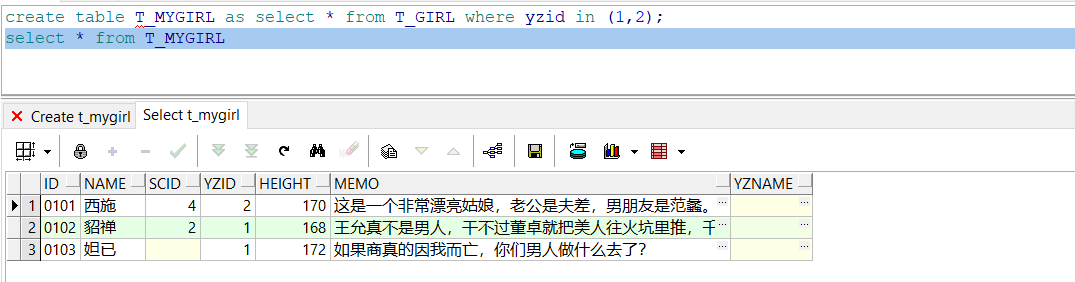 create table T_MYGIRL as select * from T_GIRL where yzid in (1,2);
select * from T_MYGIRL
Create t_mygirl Select t_mygirl
ID NAME SCID YZID HEIGHT MEMO YZNAME
1 0101 西施 4 2 170 这是一个非常漂亮姑娘，老公是夫差，男朋友是范蠡。 ...
2 0102 貂禅 2 1 168 王允真不是男人，干不过董卓就把美人往火坑里推，千 ...
3 0103 妲已 1 172 如果商真的因我而亡，你们男人做什么去了？ ...